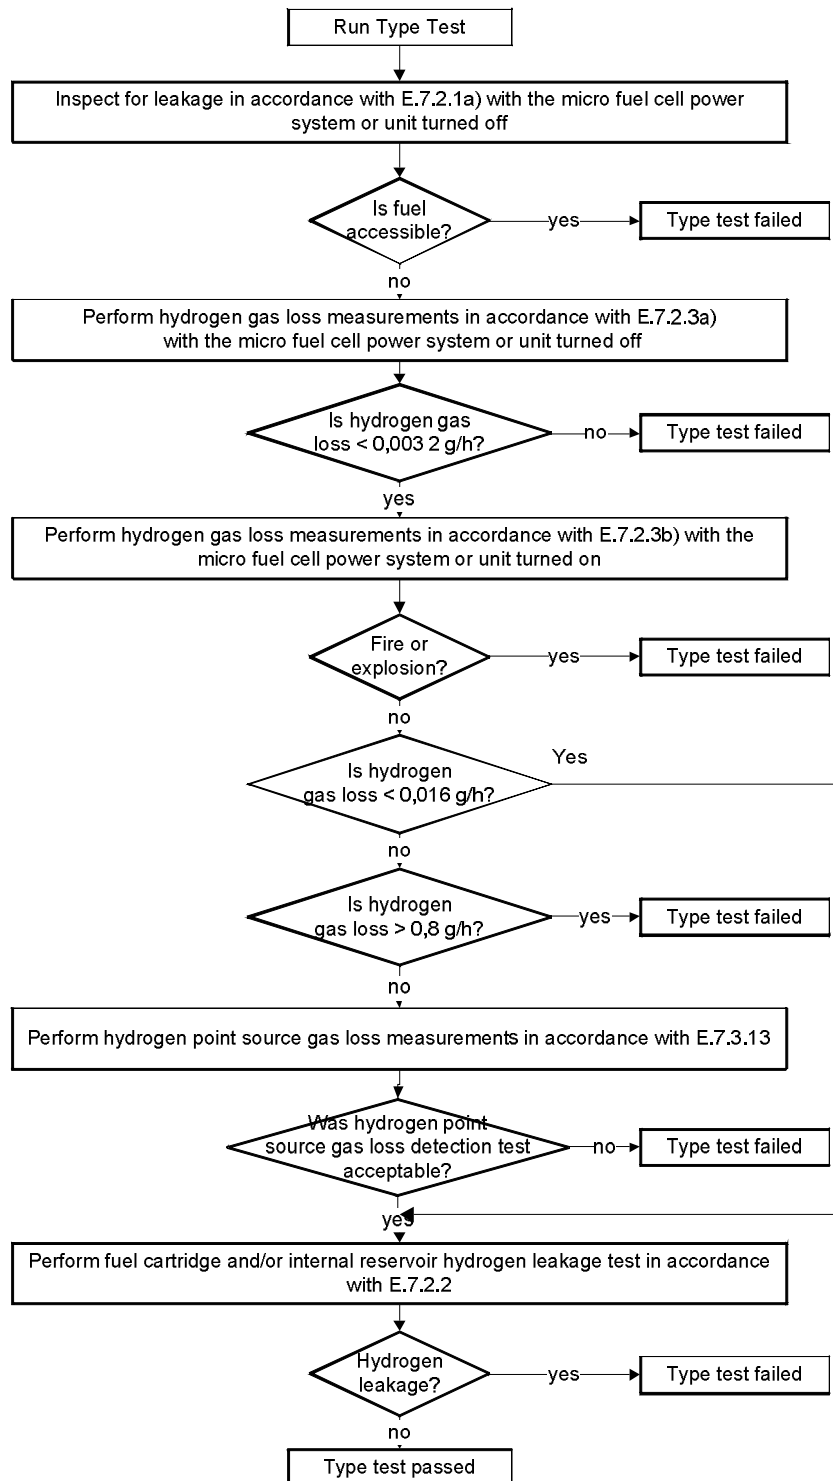 Run Type Test
Inspect for leakage in accordance with E.7.2.1a) with the micro fuel cell power
system or unit turned off
Is fuel
accessible?
yes
Type test failed
no
Perform hydrogen gas loss measurements in accordance with E.7.2.3a)
with the micro fuel cell power system or unit turned off
Is hydrogen gas
loss < 0,003 2 g/h?
no
Type test failed
yes
Perform hydrogen gas loss measurements in accordance with E.7.2.3b) with the
micro fuel cell power system or unit turned on
Fire or
explosion?
yes
Type test failed
no
Yes
Is hydrogen
gas loss < 0,016 g/h?
no
Is hydrogen
gas loss > 0,8 g/h?
yes
Type test failed
no
Perform hydrogen point source gas loss measurements in accordance with E.7.3.13
Was hydrogen point
source gas loss detection test
acceptable?
no
Type test failed
yes
Perform fuel cartridge and/or internal reservoir hydrogen leakage test in accordance
with E.7.2.2
Hydrogen
leakage?
yes
Type test failed
no
Type test passed